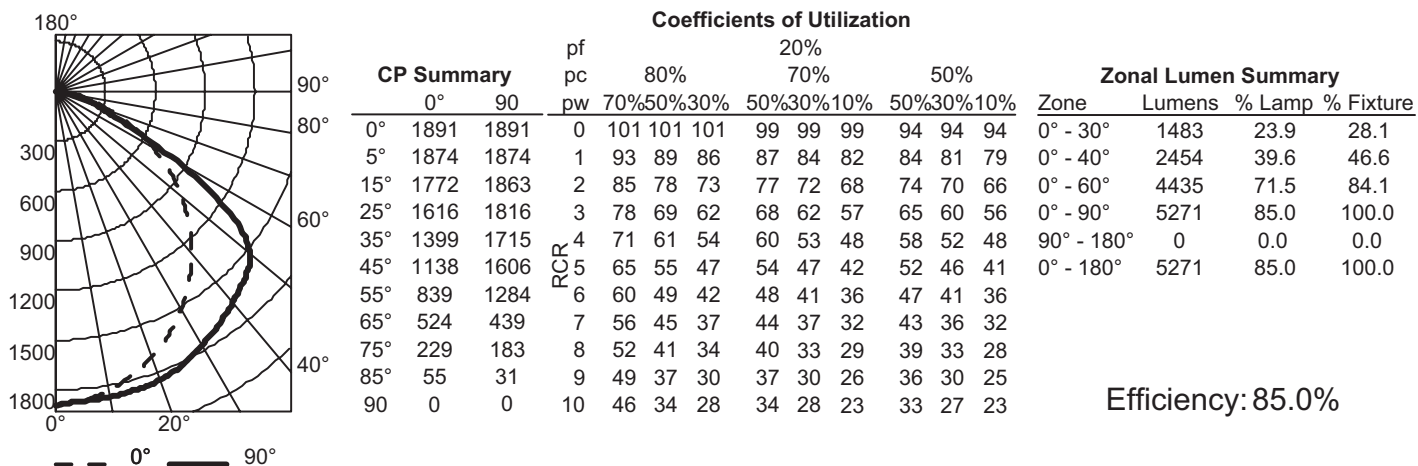 180°
90°
80°
60°
40°
300
600
900
1200
1500
1800
0° 20°
0° 90°
CP Summary
0° 90
0° 1891 1891
5° 1874 1874
15° 1772 1863
25° 1616 1816
35° 1399 1715
45° 1138 1606
55° 839 1284
65° 524 439
75° 229 183
85° 55 31
90 0 0
Coefficients of Utilization
pf 20%
pc 80% 70% 50%
pw 70%50%30% 50%30%10% 50%30%10%
RCR
0 101 101 101 99 99 99 94 94 94
1 93 89 86 87 84 82 84 81 79
2 85 78 73 77 72 68 74 70 66
3 78 69 62 68 62 57 65 60 56
4 71 61 54 60 53 48 58 52 48
5 65 55 47 54 47 42 52 46 41
6 60 49 42 48 41 36 47 41 36
7 56 45 37 44 37 32 43 36 32
8 52 41 34 40 33 29 39 33 28
9 49 37 30 37 30 26 36 30 25
10 46 34 28 34 28 23 33 27 23
Zonal Lumen Summary
Zone Lumens % Lamp % Fixture
0° - 30° 1483 23.9 28.1
0° - 40° 2454 39.6 46.6
0° - 60° 4435 71.5 84.1
0° - 90° 5271 85.0 100.0
90° - 180° 0 0.0 0.0
0° - 180° 5271 85.0 100.0
Efficiency: 85.0%